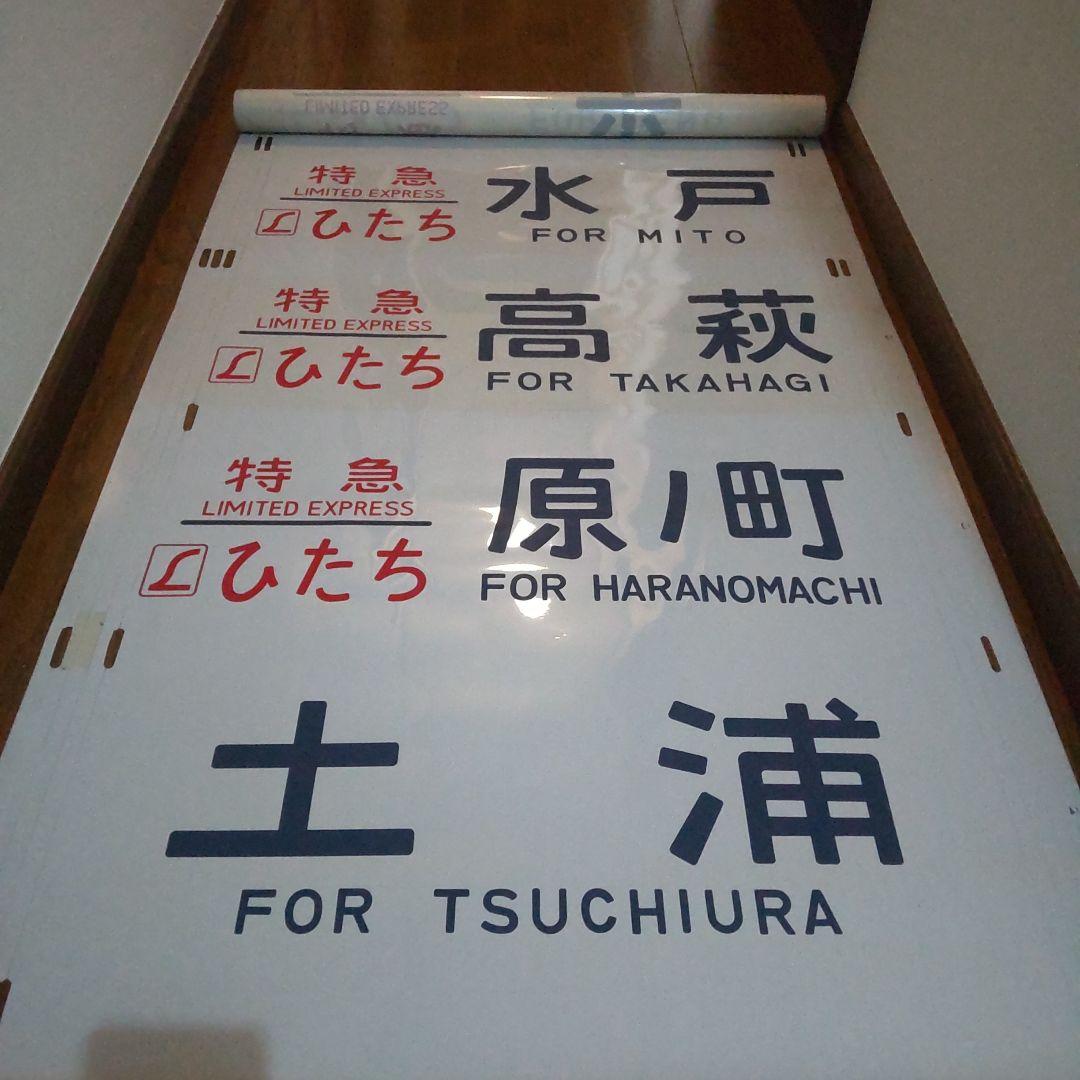 LIMITED EXPRESS
特急
LIMITED EXPRESS
L ひたち
水戸
FOR MITO
特急
LIMITED EXPRESS
L ひたち
高萩
FOR TAKAHAGI
特急
LIMITED EXPRESS
L ひたち
原ノ町
FOR HARANOMACHI
土浦
FOR TSUCHIURA